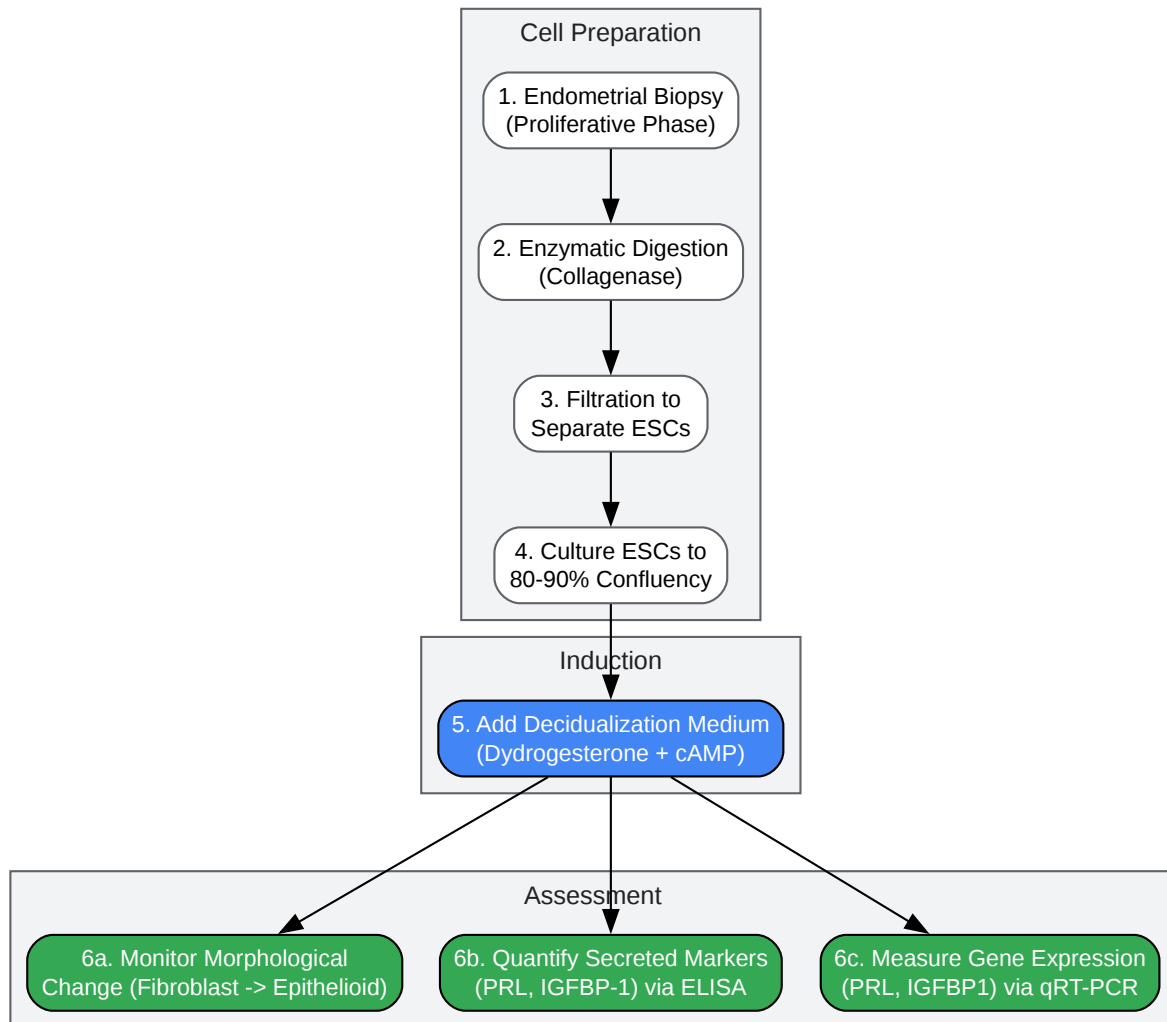 Cell Preparation
1. Endometrial Biopsy
(Proliferative Phase)
2. Enzymatic Digestion
(Collagenase)
3. Filtration to
Separate ESCs
4. Culture ESCs to
80-90% Confluency
Induction
5. Add Decidualization Medium
(Dydrogesterone + cAMP)
Assessment
6a. Monitor Morphological
Change (Fibroblast -> Epithelioid)
6b. Quantify Secreted Markers
(PRL, IGFBP-1) via ELISA
6c. Measure Gene Expression
(PRL, IGFBP1) via qRT-PCR